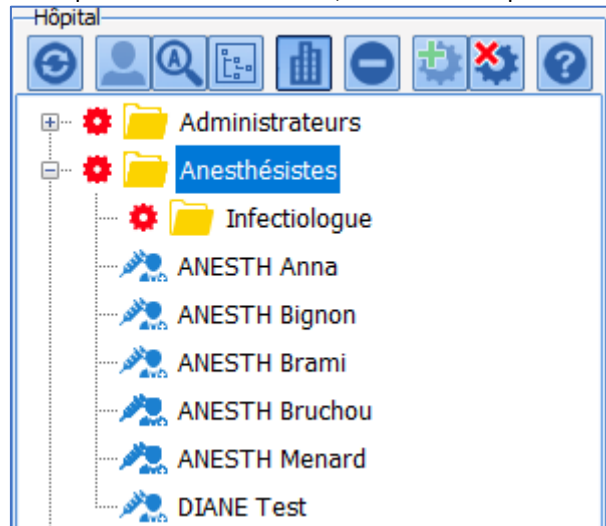 Hôpital
Administrateurs
Anesthésistes
Infectiologue
ANESTH Anna
ANESTH Bignon
ANESTH Brami
ANESTH Bruchou
ANESTH Menard
DIANE Test